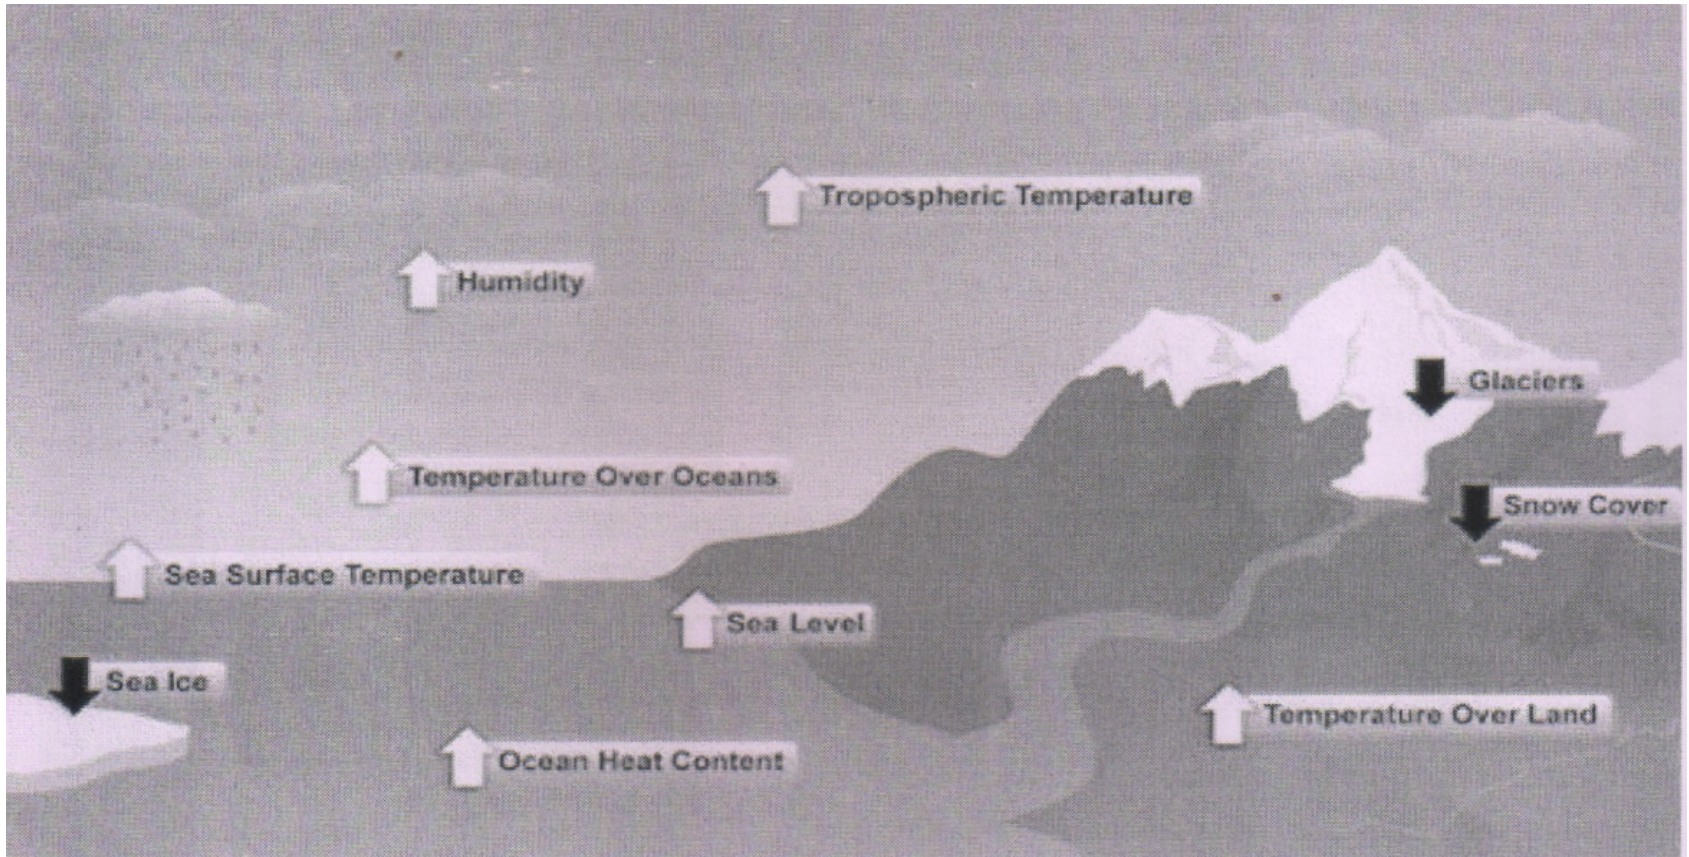 Tropospheric Temperature
Humidity
Glaciers
Temperature Over Oceans
Snow Cover
Sea Surface Temperature
Sea Level
Sea Ice
Temperature Over Land
Ocean Heat Content